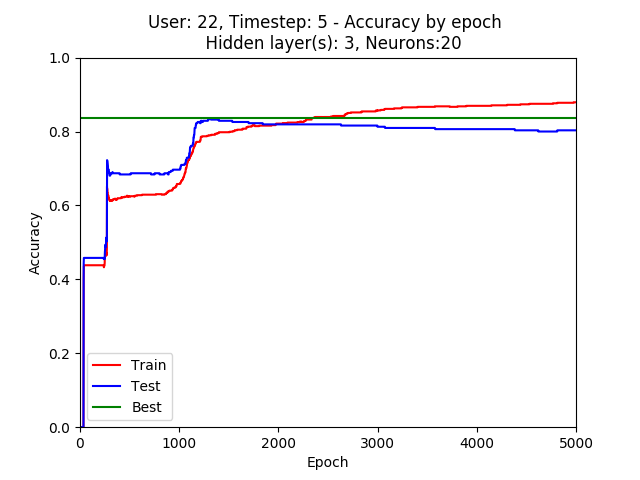 User: 22, Timestep: 5 - Accuracy by epoch
Hidden layer(s): 3, Neurons:20
1.0
0.8
0.6
0.4
0.2
0.0
Accuracy
Train
Test
Best
0 1000 2000 3000 4000 5000
Epoch